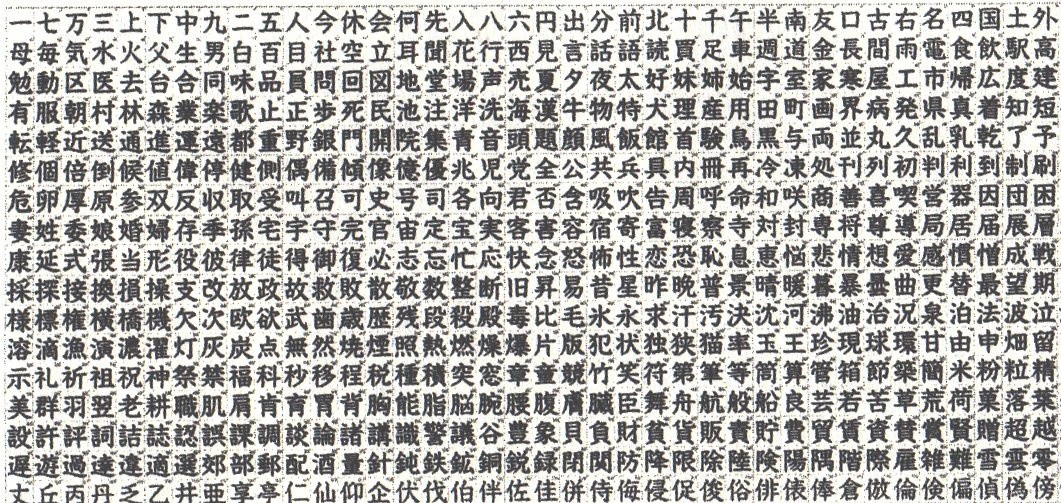 一七万三上下中九二五人今休会何先入八六円出分前北十千午半南友口古右名四国土外
母毎気水火父生男白百目社空立耳聞花行西見言話語読買足車週道金長間雨電食飲駅高
勉動区医去台合同味品員問回図地堂場声売夏夕夜太好妹姉始字室家寒屋工市帰広度建
有服朝村林森業楽歌止正歩死民池注洋洗海漢牛物特犬理産用田町画界病発県真着知短
転軽近送通進運遠都重野銀門開院集青音頭題顔風飯館首験鳥黒与両並丸久乱乳乾了予
修個倍倒候値偉停健側偶備傾像億優兆児党全公共兵具内冊再冷凍処刊列初判利到制刷
危卵厚原参双反収取受叫召可史号司各向君否含吸吹告周呼命和咲商善喜喫営器因団困
妻姓委娘婚婦存季孫宅宇守完官宙定宝実客害容宿寄富寝察寺対封専尊導局居届展層
康延式張当形役彼律徒得御復必志忘忙応快念怒怖性恋恐恥息恵悩悲情想愛感慣憎成戦
採探接換損操支改放政故救敗散敬数整断旧昇易昔星昨晩普景晴暖暮暴曇曲更替最望期
様標権横橋機欠次欧欲武歯歳歴残段殺殿毒比毛氷永求汗汚決沈河沸油治況泉泊法波泣
溶滴漁演濃濯灯灰炭点無然焼煙照熱燃燥爆片版犯状独狭猫率玉王珍現球環甘由申畑留
示礼祈祖祝神祭禁福科秒移程税種積突窓章童競竹笑符第筆等筒算管箱節築簡米粉粒精
美群羽翌老耕職肌肩肯育胃背胸能脂脳腕腰腹膚臓臣舞舟航般船良芸若苦草荒荷菓落葉
設許評詞詰誌認誤課調談論諸講識警議谷豊象貝負財貧貨販責貯費貿賃資賛賞賢贈超越
遅遊過達違適選郊部郵配酒量針鈍鉄鉱銅鋭録閉関防降限除陸険陽隅階際雇雑難雪雲零
丈丘丙丹乏乙井亜享亭仁仙仰企伏伐伯伴伸佐佳併侍侮侵促俊俗俳倹倉倣倫偏偵偽傍